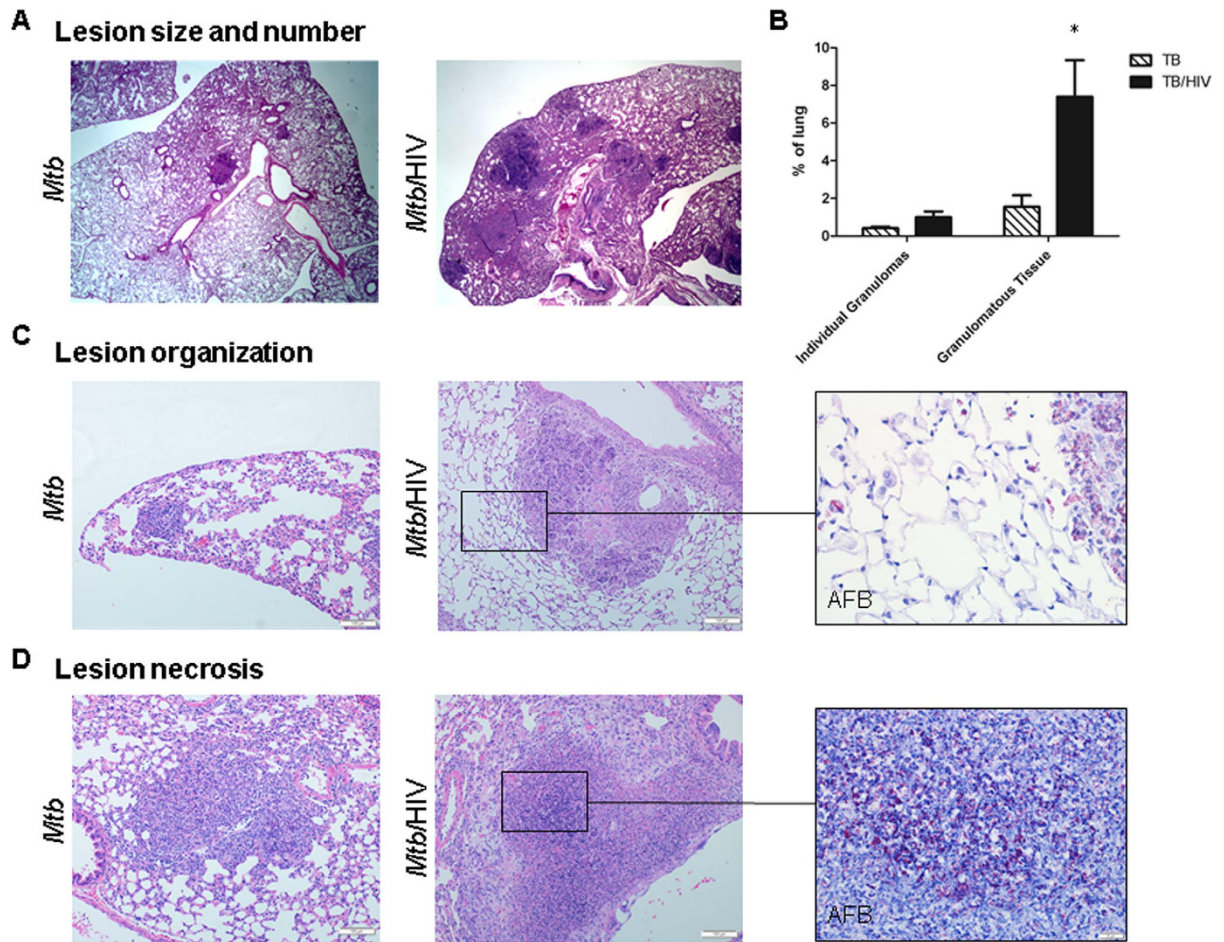 A Lesion size and number
Mtb
Mtb/HIV
B
*
10
8
6
4
2
0
% of lung
TB
TB/HIV
Individual Granulomas
Granulomatous Tissue
C Lesion organization
Mtb
Mtb/HIV
AFB
D Lesion necrosis
Mtb
Mtb/HIV
AFB